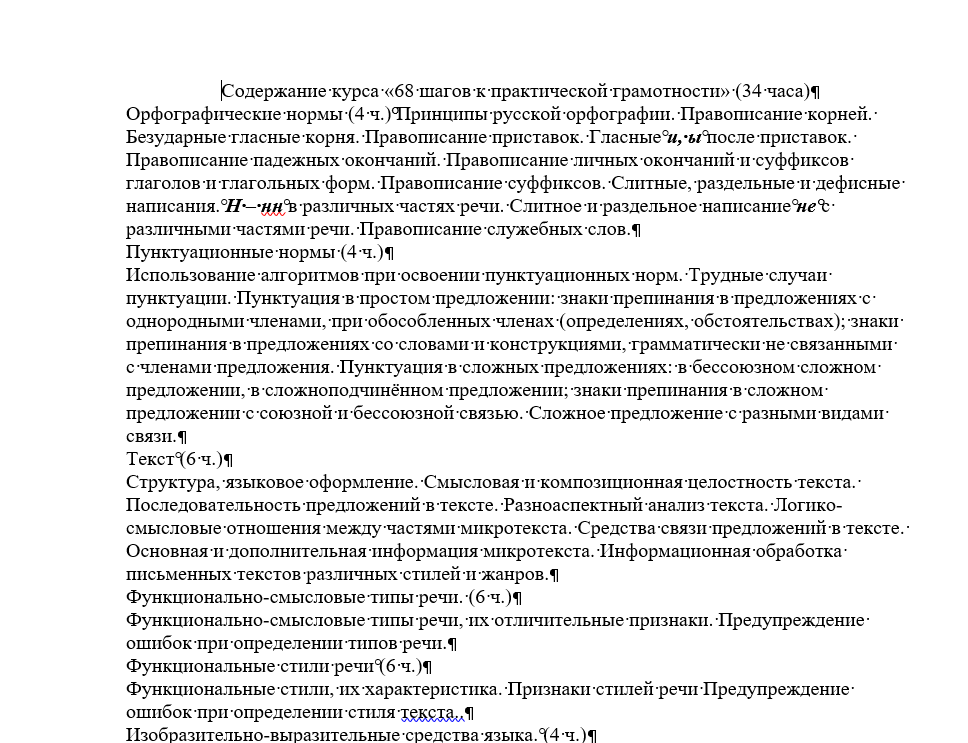 Содержание курса «68 шагов к практической грамотности» (34 часа)
Орфографические нормы (4 ч.) Принципы русской орфографии. Правописание корней.
Безударные гласные корня. Правописание приставок. Гласные и, ы после приставок.
Правописание падежных окончаний. Правописание личных окончаний и суффиксов
глаголов и глагольных форм. Правописание суффиксов. Слитные, раздельные и дефисные
написания. Н – нн в различных частях речи. Слитное и раздельное написание не с
различными частями речи. Правописание служебных слов.
Пунктуационные нормы (4 ч.)
Использование алгоритмов при освоении пунктуационных норм. Трудные случаи
пунктуации. Пунктуация в простом предложении: знаки препинания в предложениях с
однородными членами, при обособленных членах (определениях, обстоятельствах); знаки
препинания в предложениях со словами и конструкциями, грамматически не связанными
с членами предложения. Пунктуация в сложных предложениях: в бессоюзном сложном
предложении, в сложноподчинённом предложении; знаки препинания в сложном
предложении с союзной и бессоюзной связью. Сложное предложение с разными видами
связи.
Текст (6 ч.)
Структура, языковое оформление. Смысловая и композиционная целостность текста.
Последовательность предложений в тексте. Разноаспектный анализ текста. Логико-
смысловые отношения между частями микротекста. Средства связи предложений в тексте.
Основная и дополнительная информация микротекста. Информационная обработка
письменных текстов различных стилей и жанров.
Функционально-смысловые типы речи. (6 ч.)
Функционально-смысловые типы речи, их отличительные признаки. Предупреждение
ошибок при определении типов речи.
Функциональные стили речи (6 ч.)
Функциональные стили, их характеристика. Признаки стилей речи Предупреждение
ошибок при определении стиля текста..
Изобразительно-выразительные средства языка. (4 ч.)